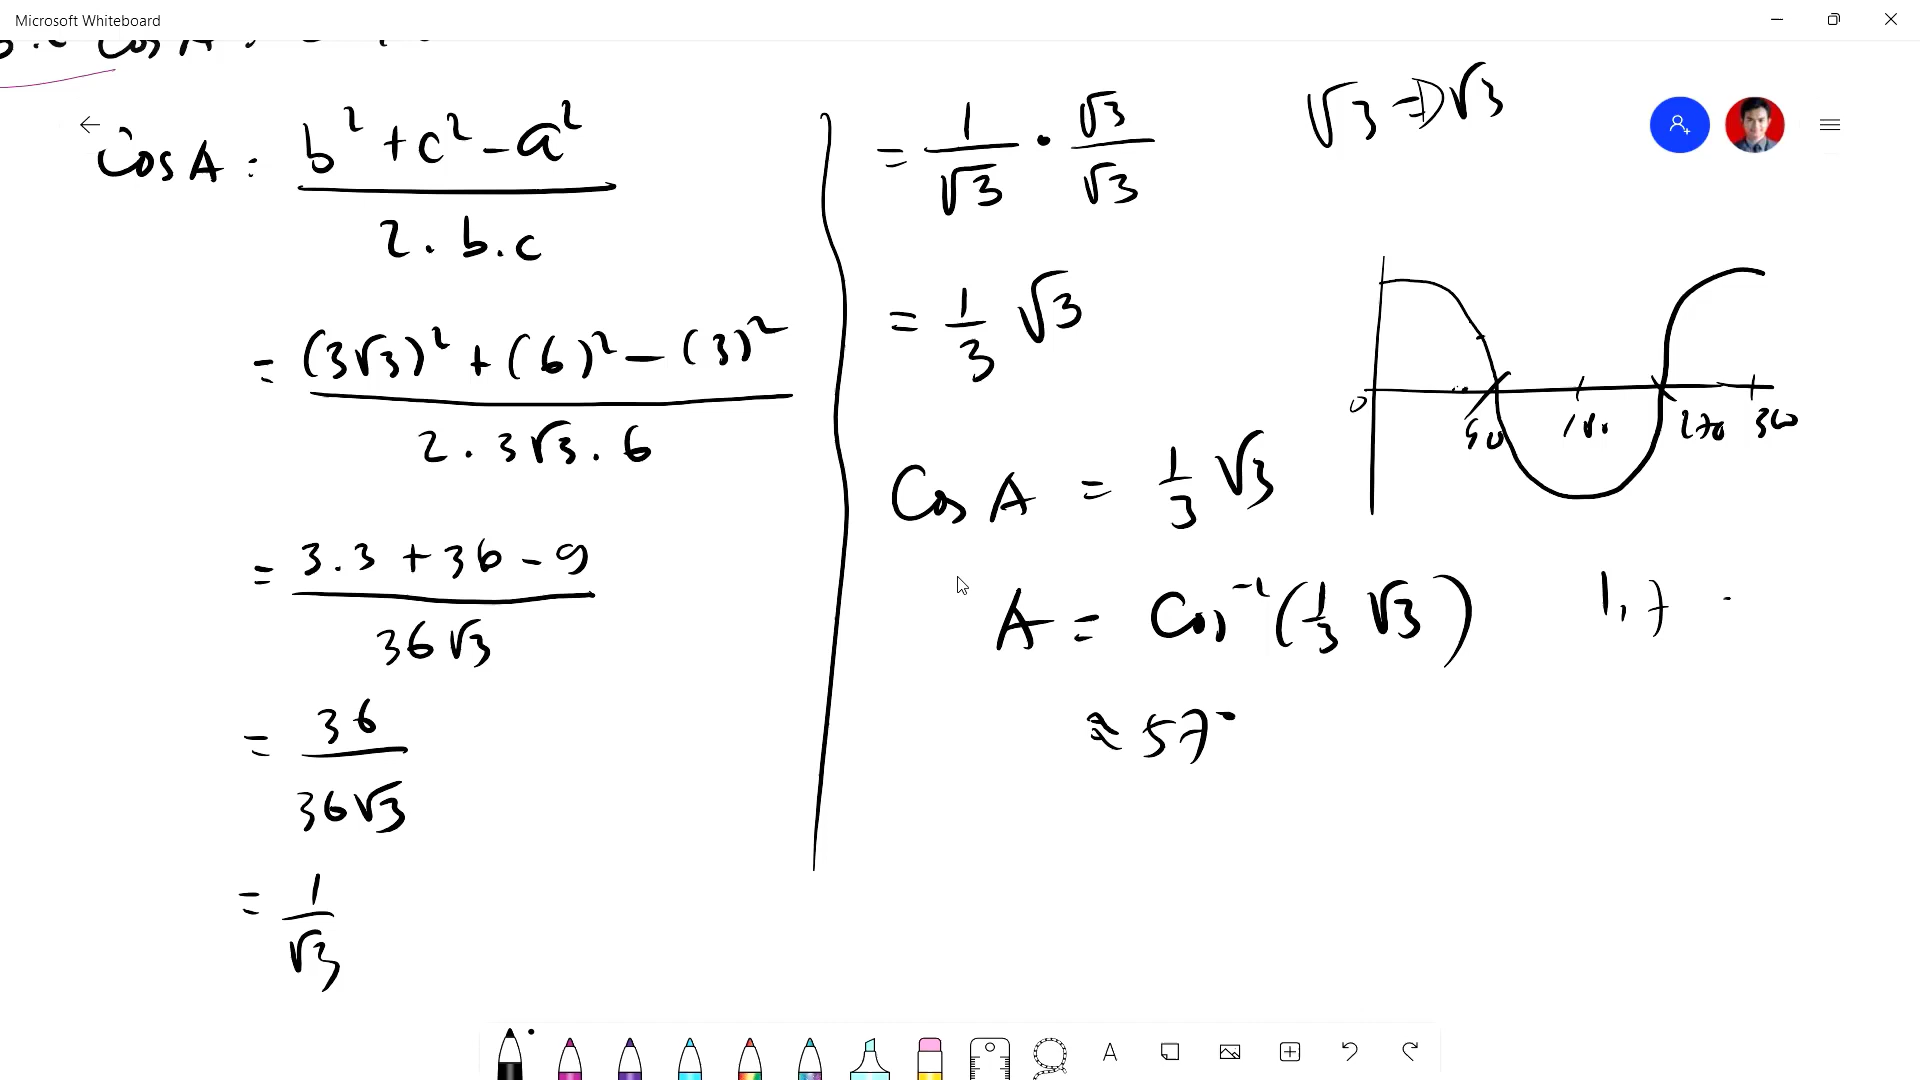 Microsoft Whiteboard
Cos A : b² + c² - a² / 2 . b . c
= (3√3)² + (6)² - (3)² / 2 . 3√3 . 6
= 3.3 + 36 - 9 / 36√3
= 36 / 36√3
= 1 / √3
= 1/√3 • √3/√3
= 1/3 √3
Cos A = 1/3 √3
A = Cos⁻¹(1/3 √3)
≈ 57°
√3 => √3
0 90 180 270 360
1,7
A